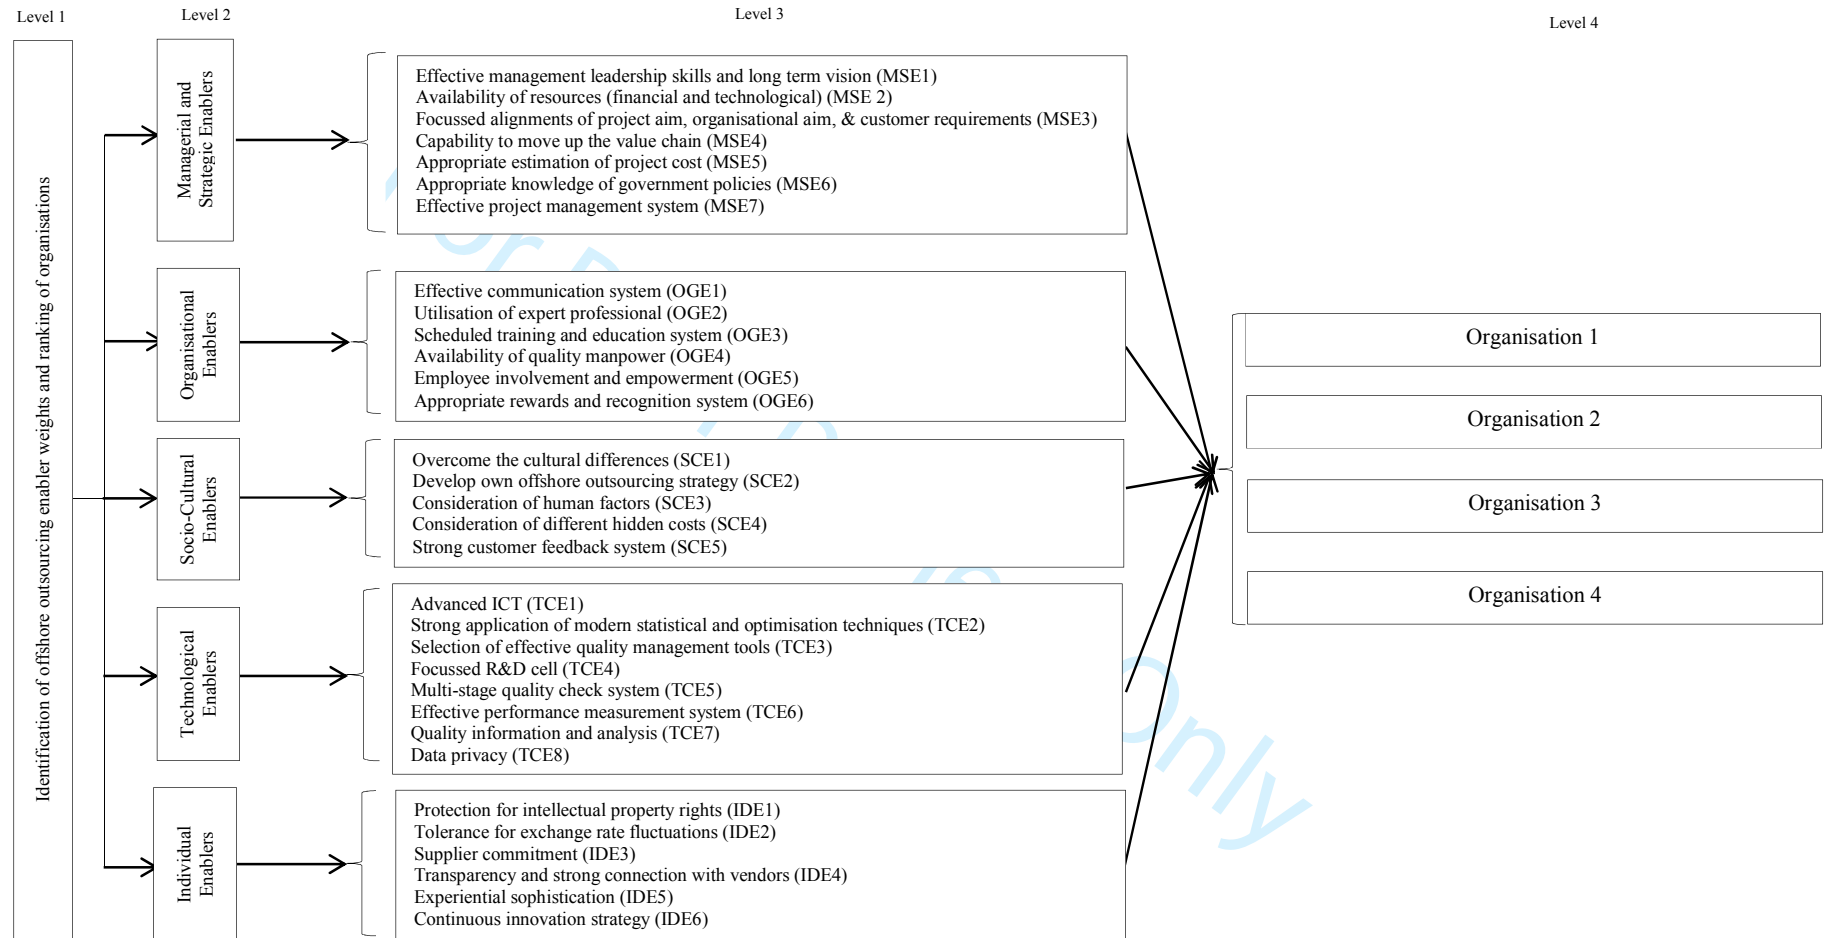 Level 1
Level 2
Level 3
Level 4
Identification of offshore outsourcing enabler weights and ranking of organisations
Managerial and
Strategic Enablers
Effective management leadership skills and long term vision (MSE1)
Availability of resources (financial and technological) (MSE 2)
Focussed alignments of project aim, organisational aim, & customer requirements (MSE3)
Capability to move up the value chain (MSE4)
Appropriate estimation of project cost (MSE5)
Appropriate knowledge of government policies (MSE6)
Effective project management system (MSE7)
Organisational
Enablers
Effective communication system (OGE1)
Utilisation of expert professional (OGE2)
Scheduled training and education system (OGE3)
Availability of quality manpower (OGE4)
Employee involvement and empowerment (OGE5)
Appropriate rewards and recognition system (OGE6)
Socio-Cultural
Enablers
Overcome the cultural differences (SCE1)
Develop own offshore outsourcing strategy (SCE2)
Consideration of human factors (SCE3)
Consideration of different hidden costs (SCE4)
Strong customer feedback system (SCE5)
Technological
Enablers
Advanced ICT (TCE1)
Strong application of modern statistical and optimisation techniques (TCE2)
Selection of effective quality management tools (TCE3)
Focussed R&D cell (TCE4)
Multi-stage quality check system (TCE5)
Effective performance measurement system (TCE6)
Quality information and analysis (TCE7)
Data privacy (TCE8)
Individual
Enablers
Protection for intellectual property rights (IDE1)
Tolerance for exchange rate fluctuations (IDE2)
Supplier commitment (IDE3)
Transparency and strong connection with vendors (IDE4)
Experiential sophistication (IDE5)
Continuous innovation strategy (IDE6)
Organisation 1
Organisation 2
Organisation 3
Organisation 4
Only